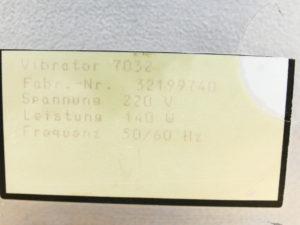 Vibrator 7032
Fabr.-Nr. 32199740
Spannung 220 V
Leistung 140 W
Frequenz 50/60 Hz